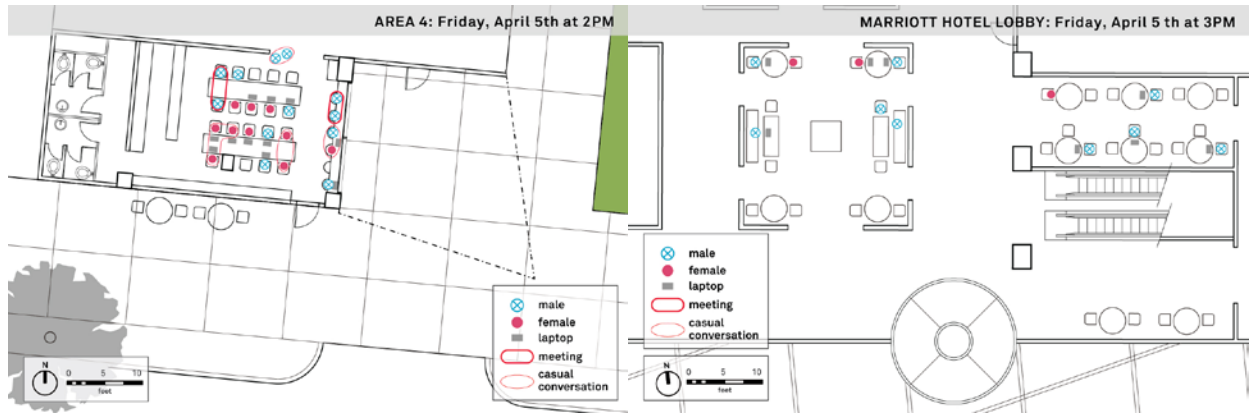 AREA 4: Friday, April 5th at 2PM
male
female
laptop
meeting
casual
conversation
N
0 5 10
feet
MARRIOTT HOTEL LOBBY: Friday, April 5 th at 3PM
male
female
laptop
meeting
casual
conversation
N
0 5 10
feet